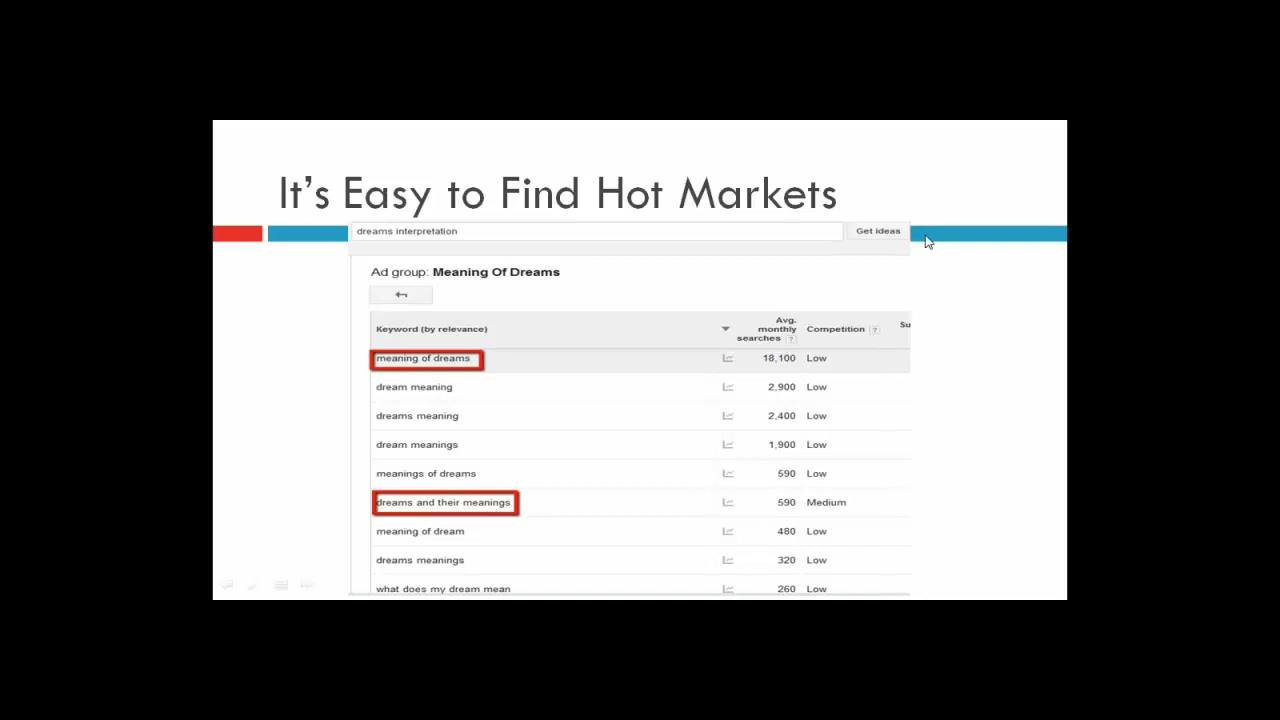 It's Easy to Find Hot Markets
dreams interpretation Get ideas
Ad group: Meaning Of Dreams
Keyword (by relevance) Avg. monthly searches ? Competition ? Su
meaning of dreams 18,100 Low
dream meaning 2,900 Low
dreams meaning 2,400 Low
dream meanings 1,900 Low
meanings of dreams 590 Low
dreams and their meanings 590 Medium
meaning of dream 480 Low
dreams meanings 320 Low
what does my dream mean 260 Low